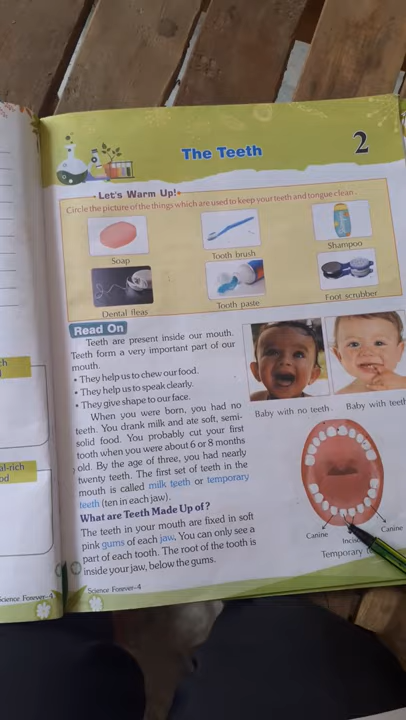 The Teeth
2
Let's Warm Up!
Circle the picture of the things which are used to keep your teeth and tongue clean .
Soap
Tooth brush
Shampoo
Dental fleas
Tooth paste
Foot scrubber
Read On
Teeth are present inside our mouth.
Teeth form a very important part of our
mouth.
• They help us to chew our food.
• They help us to speak clearly.
• They give shape to our face.
When you were born, you had no
teeth. You drank milk and ate soft, semi-
solid food. You probably cut your first
tooth when you were about 6 or 8 months
old. By the age of three, you had nearly
twenty teeth. The first set of teeth in the
mouth is called milk teeth or temporary
teeth (ten in each jaw).
What are Teeth Made Up of?
The teeth in your mouth are fixed in soft
pink gums of each jaw. You can only see a
part of each tooth. The root of the tooth is
inside your jaw, below the gums.
Baby with no teeth.
Baby with teeth
Canine
Canine
Temporary
Science Forever-4
Science Forever-4